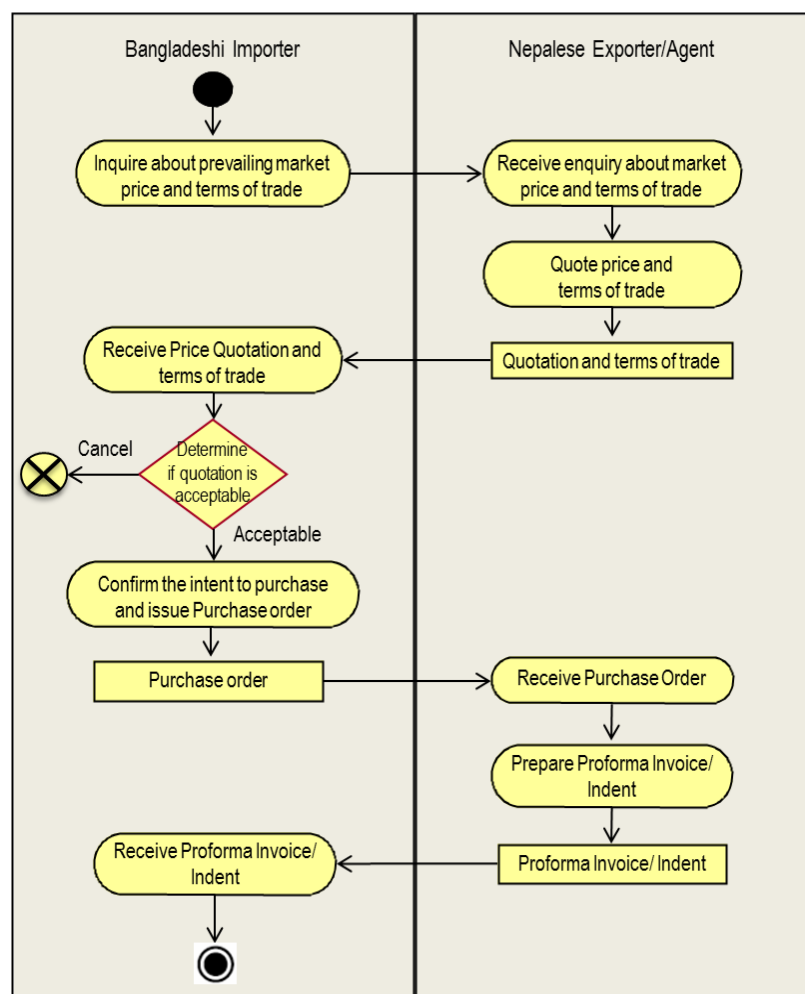 Bangladeshi Importer
Nepalese Exporter/Agent
Inquire about prevailing market
price and terms of trade
Receive enquiry about market
price and terms of trade
Quote price and
terms of trade
Receive Price Quotation and
terms of trade
Quotation and terms of trade
Cancel
Determine
if quotation is
acceptable
Acceptable
Confirm the intent to purchase
and issue Purchase order
Purchase order
Receive Purchase Order
Prepare Proforma Invoice/
Indent
Receive Proforma Invoice/
Indent
Proforma Invoice/ Indent